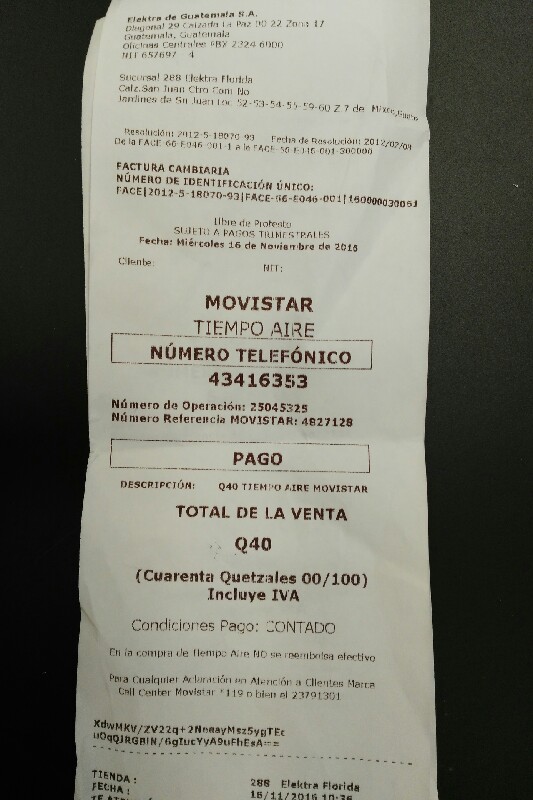 Elektra de Guatemala S.A.
Diagonal 29 Calzada La Paz 00 22 Zona 17
Guatemala, Guatemala
Oficinas Centrales PBX 2324 6000
NIT 657697 4
Sucursal 288 Elektra Florida
Calz.San Juan Ctro Com No
Jardines de Sn Juan Loc 52-53-54-55-59-60 Z 7 de Mixco,Guate
Resolución: 2012-5-18070-93 Fecha de Resolución: 2012/02/08
De la FACE-66-E046-001-1 a la FACE-66-E046-001-300000
FACTURA CAMBIARIA
NÚMERO DE IDENTIFICACIÓN ÚNICO:
FACE|2012-5-18070-93|FACE-66-E046-001|160000030061
Libre de Protesto
SUJETO A PAGOS TRIMESTRALES
Fecha: Miércoles 16 de Noviembre de 2016
Cliente: NIT:
MOVISTAR
TIEMPO AIRE
NÚMERO TELEFÓNICO
43416353
Número de Operación: 25045325
Número Referencia MOVISTAR: 4827128
PAGO
DESCRIPCIÓN: Q40 TIEMPO AIRE MOVISTAR
TOTAL DE LA VENTA
Q40
(Cuarenta Quetzales 00/100)
Incluye IVA
Condiciones Pago: CONTADO
En la compra de Tiempo Aire NO se reembolsa efectivo
Para Cualquier Aclaración en Atención a Clientes Marca
Call Center Movistar *119 o bien el 23791301
XdwMKV/ZV22q+2NeeayMsz5ygTEc
uOqQJRGBIN/6gIucYyA9uFhEsA==
TIENDA : 288 Elektra Florida
FECHA : 16/11/2016 10:36